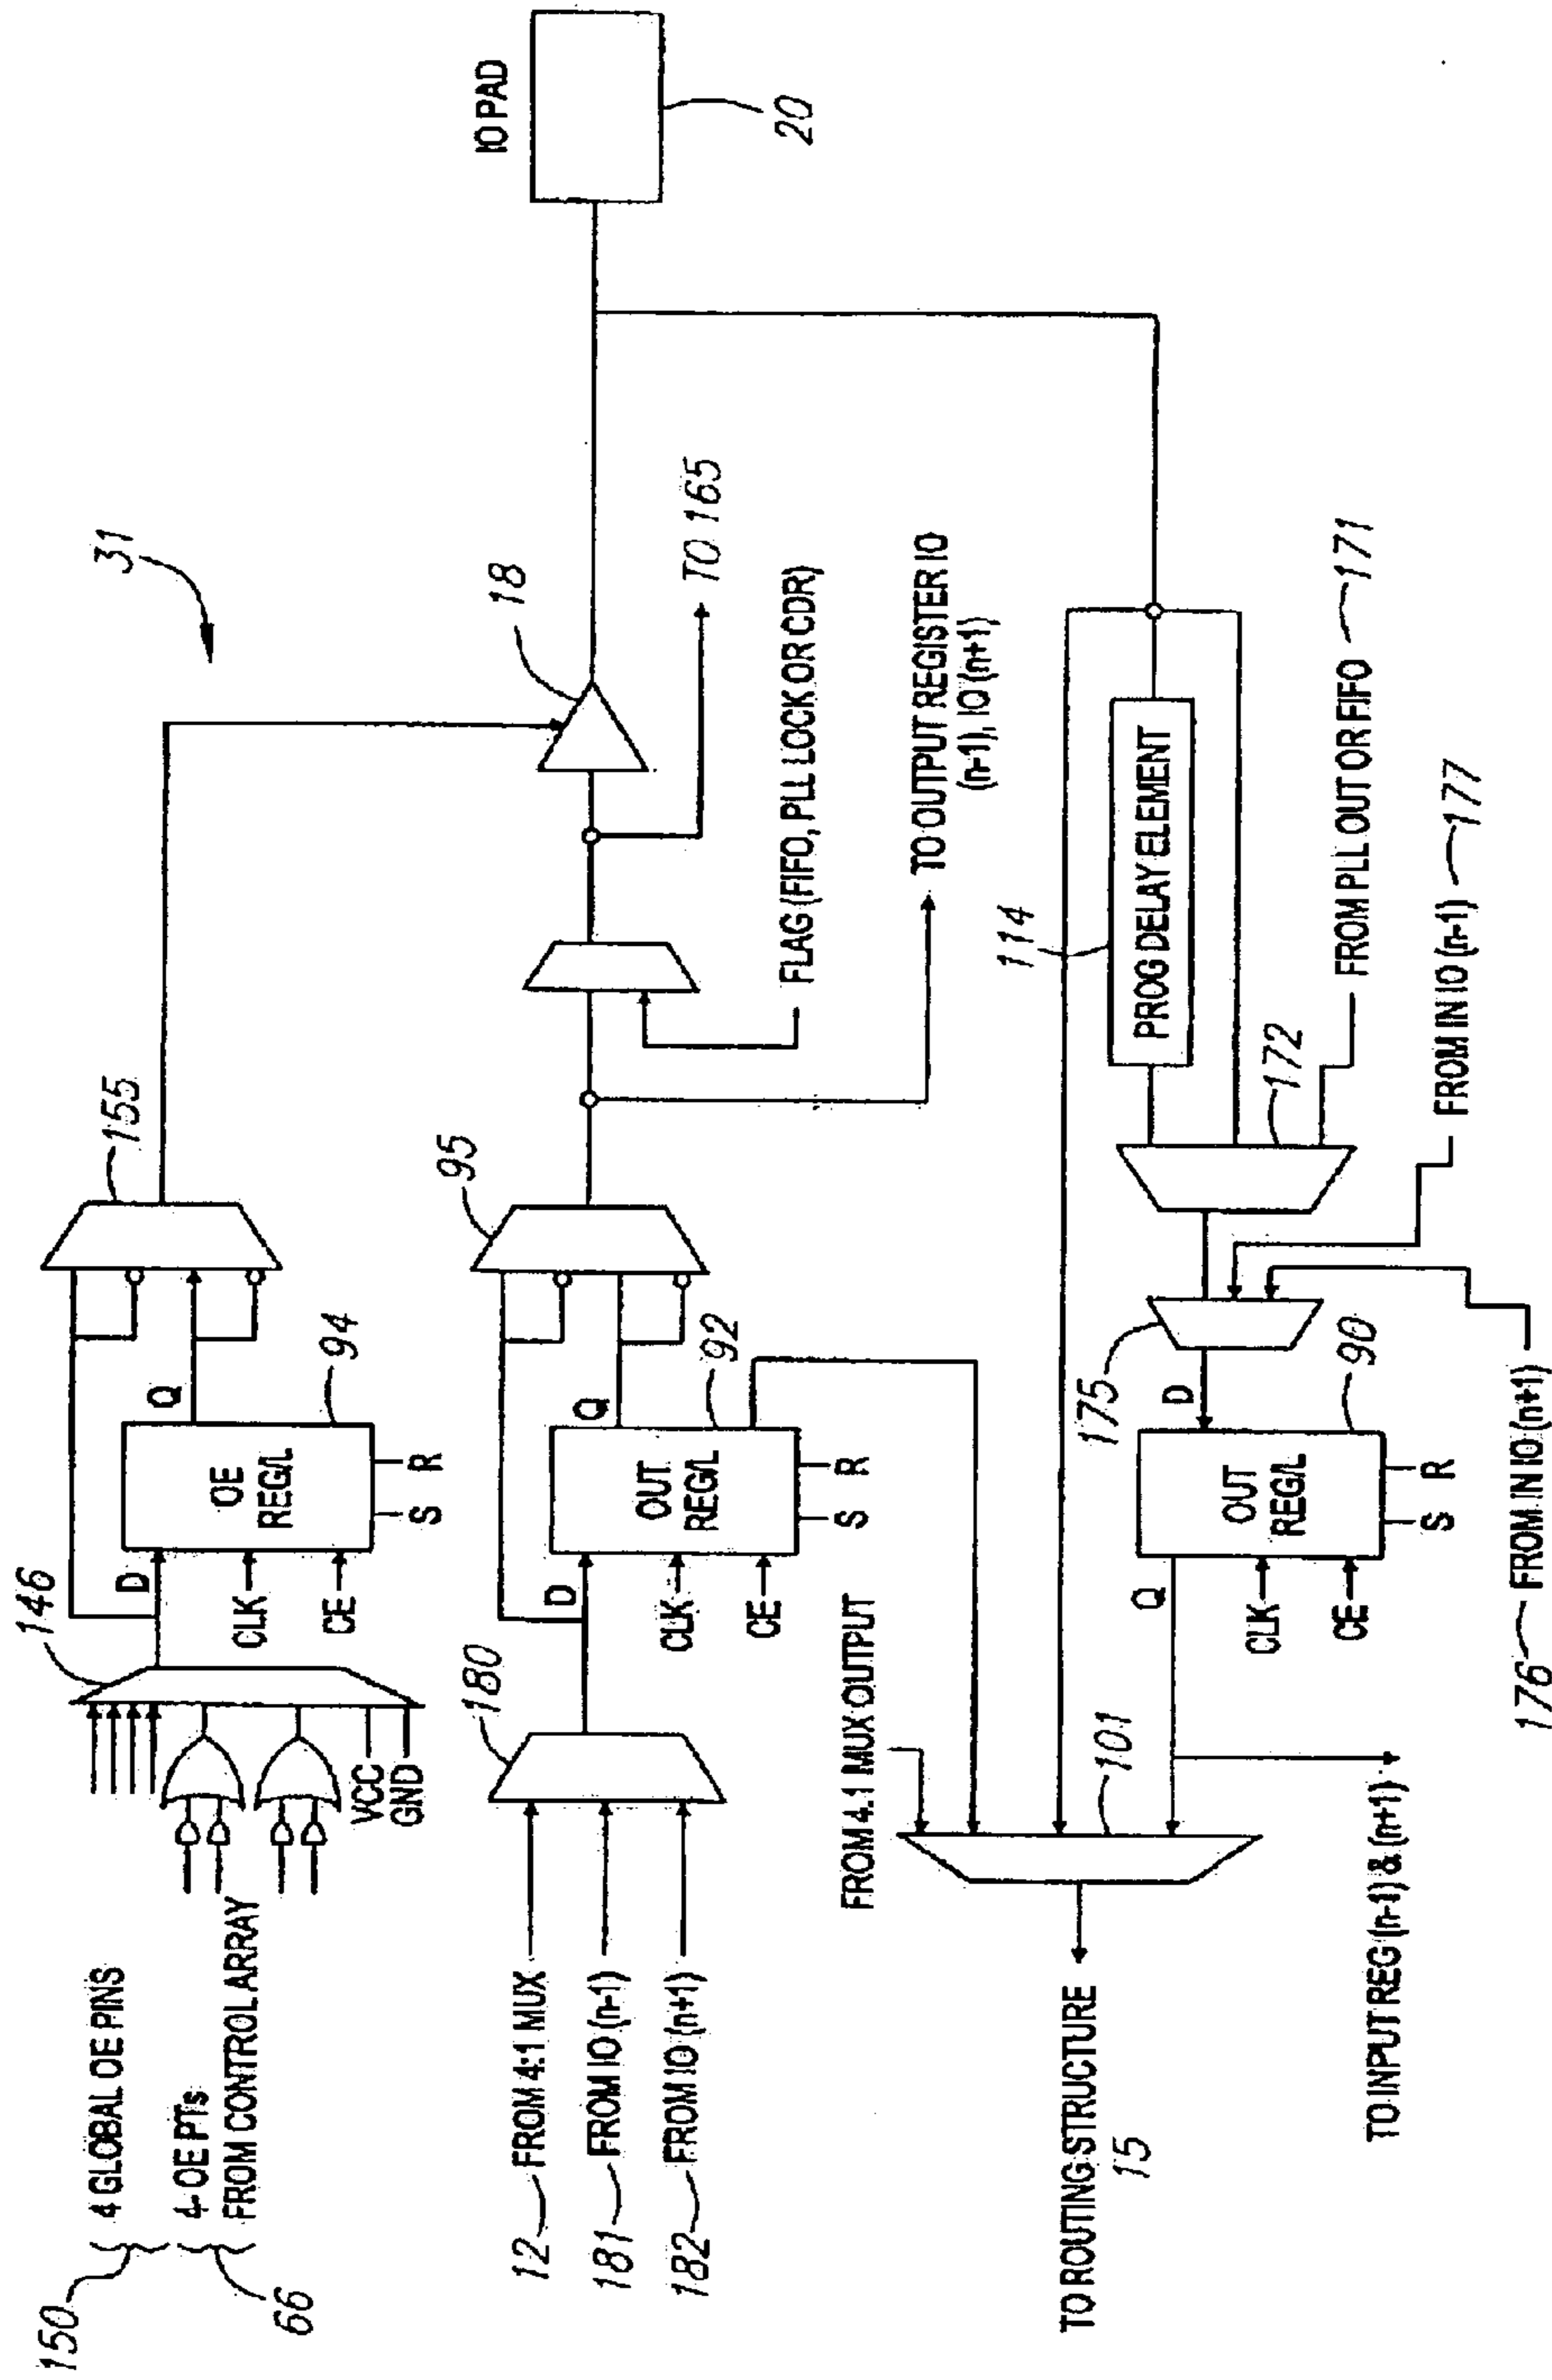 150
4 GLOBAL OE PINS
66
4- OE PTs
FROM CONTROL ARRAY
VCC
GND
146
D
CLK
CE
OE
REG/L
S R
94
Q
155
31
12 FROM 4:1 MUX
181 FROM IO (n-1)
182 FROM IO (n+1)
180
D
CLK
CE
OUT
REG/L
S R
92
Q
95
FLAG (FIFO, PLL LOCK OR CDR)
TO 165
18
IO PAD
20
TO OUTPUT REGISTER IO
(n-1), IO (n+1)
FROM 4:1 MUX OUTPUT
TO ROUTING STRUCTURE
15
101
TO INPUT REG (n-1) & (n+1)
Q
CLK
CE
OUT
REG/L
S R
90
D
175
172
114
PROG DELAY ELEMENT
FROM PLL OUT OR FIFO 171
FROM IN IO (n-1) 177
176 FROM IN IO (n+1)